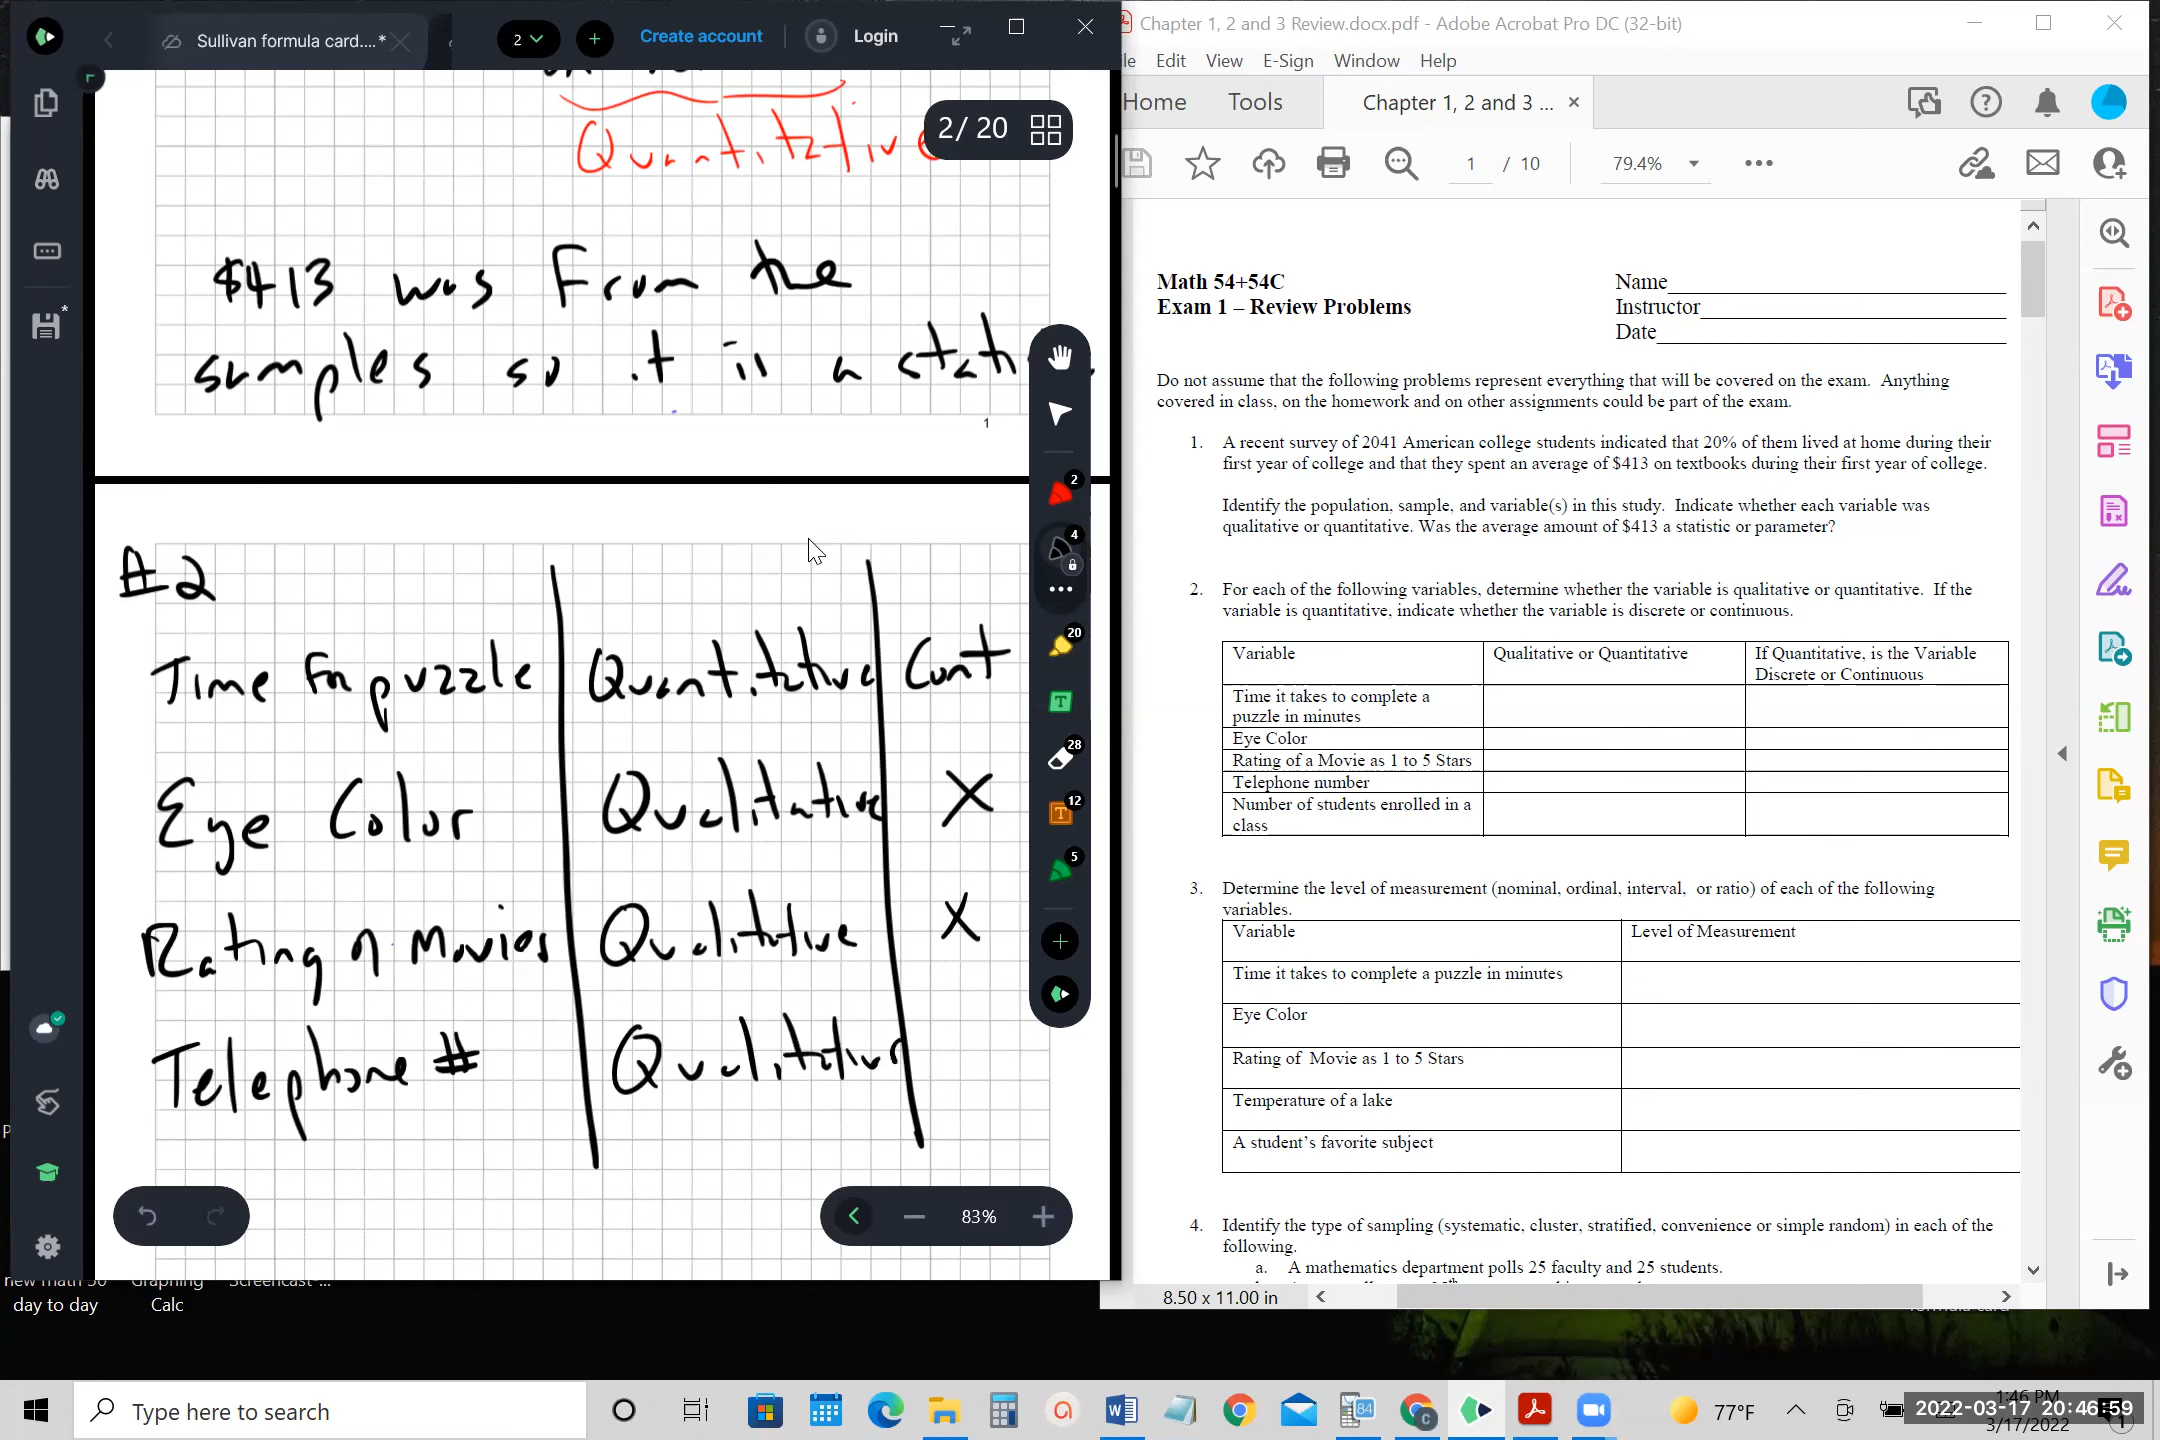 Sullivan formula card....*
2
Create account
Login
2/ 20
Quantitative
$413 was From the
samples so it is a stati
1
#2
Time For puzzle Quantitative Cont
Eye Color Qualitative X
Rating of Movies Qualitative X
Telephone # Qualitative
2
4
20
T
28
12
T
5
83%
day to day
Calc
Chapter 1, 2 and 3 Review.docx.pdf - Adobe Acrobat Pro DC (32-bit)
Edit View E-Sign Window Help
Home Tools Chapter 1, 2 and 3 ... ×
1 / 10 79.4%
Math 54+54C Name
Exam 1 – Review Problems Instructor
Date
Do not assume that the following problems represent everything that will be covered on the exam. Anything
covered in class, on the homework and on other assignments could be part of the exam.
1. A recent survey of 2041 American college students indicated that 20% of them lived at home during their
first year of college and that they spent an average of $413 on textbooks during their first year of college.
Identify the population, sample, and variable(s) in this study. Indicate whether each variable was
qualitative or quantitative. Was the average amount of $413 a statistic or parameter?
2. For each of the following variables, determine whether the variable is qualitative or quantitative. If the
variable is quantitative, indicate whether the variable is discrete or continuous.
Variable Qualitative or Quantitative If Quantitative, is the Variable
Discrete or Continuous
Time it takes to complete a
puzzle in minutes
Eye Color
Rating of a Movie as 1 to 5 Stars
Telephone number
Number of students enrolled in a
class
3. Determine the level of measurement (nominal, ordinal, interval, or ratio) of each of the following
variables.
Variable Level of Measurement
Time it takes to complete a puzzle in minutes
Eye Color
Rating of Movie as 1 to 5 Stars
Temperature of a lake
A student's favorite subject
4. Identify the type of sampling (systematic, cluster, stratified, convenience or simple random) in each of the
following.
a. A mathematics department polls 25 faculty and 25 students.
8.50 x 11.00 in
Type here to search
84
77°F
1:46 PM
2022-03-17 20:46:59
3/17/2022
1